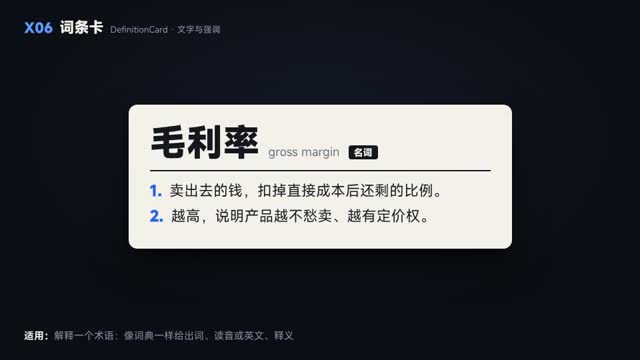 X06 词条卡 DefinitionCard · 文字与强调
毛利率 gross margin 名词
1. 卖出去的钱，扣掉直接成本后还剩的比例。
2. 越高，说明产品越不愁卖、越有定价权。
适用：解释一个术语：像词典一样给出词、读音或英文、释义